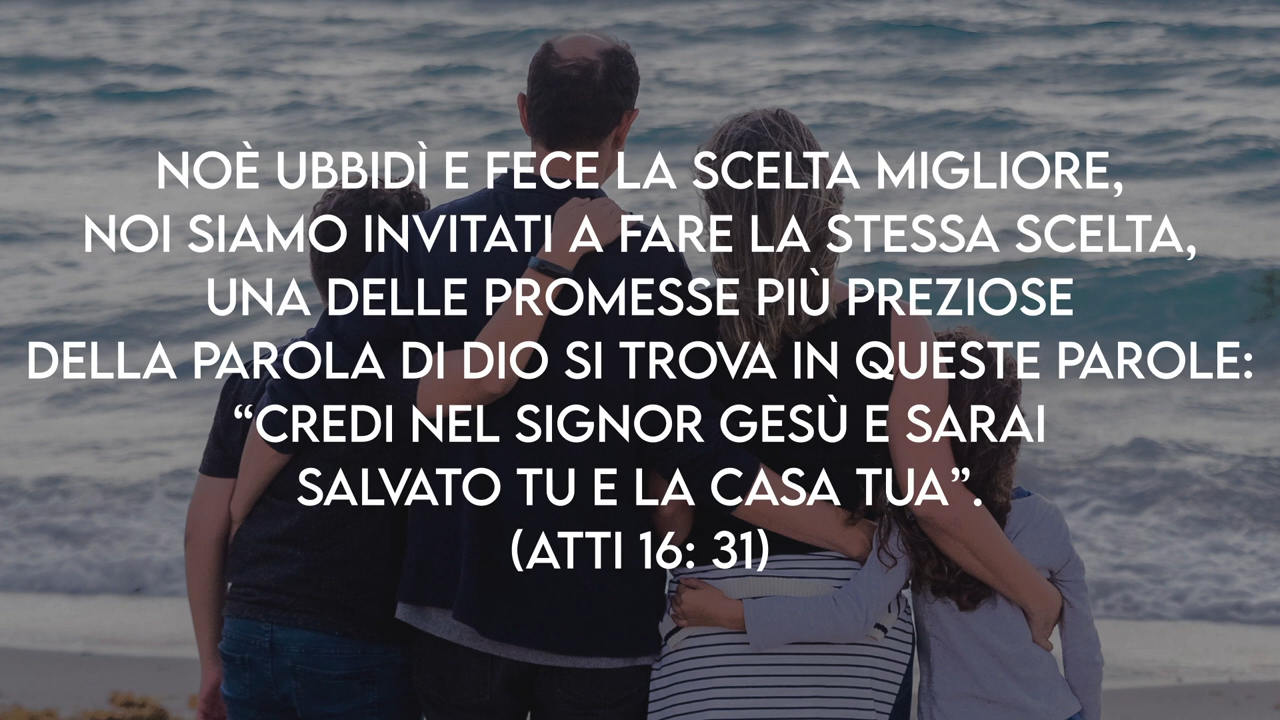 NOÈ UBBIDÌ E FECE LA SCELTA MIGLIORE,
NOI SIAMO INVITATI A FARE LA STESSA SCELTA,
UNA DELLE PROMESSE PIÙ PREZIOSE
DELLA PAROLA DI DIO SI TROVA IN QUESTE PAROLE:
“CREDI NEL SIGNOR GESÙ E SARAI
SALVATO TU E LA CASA TUA”.
(ATTI 16: 31)